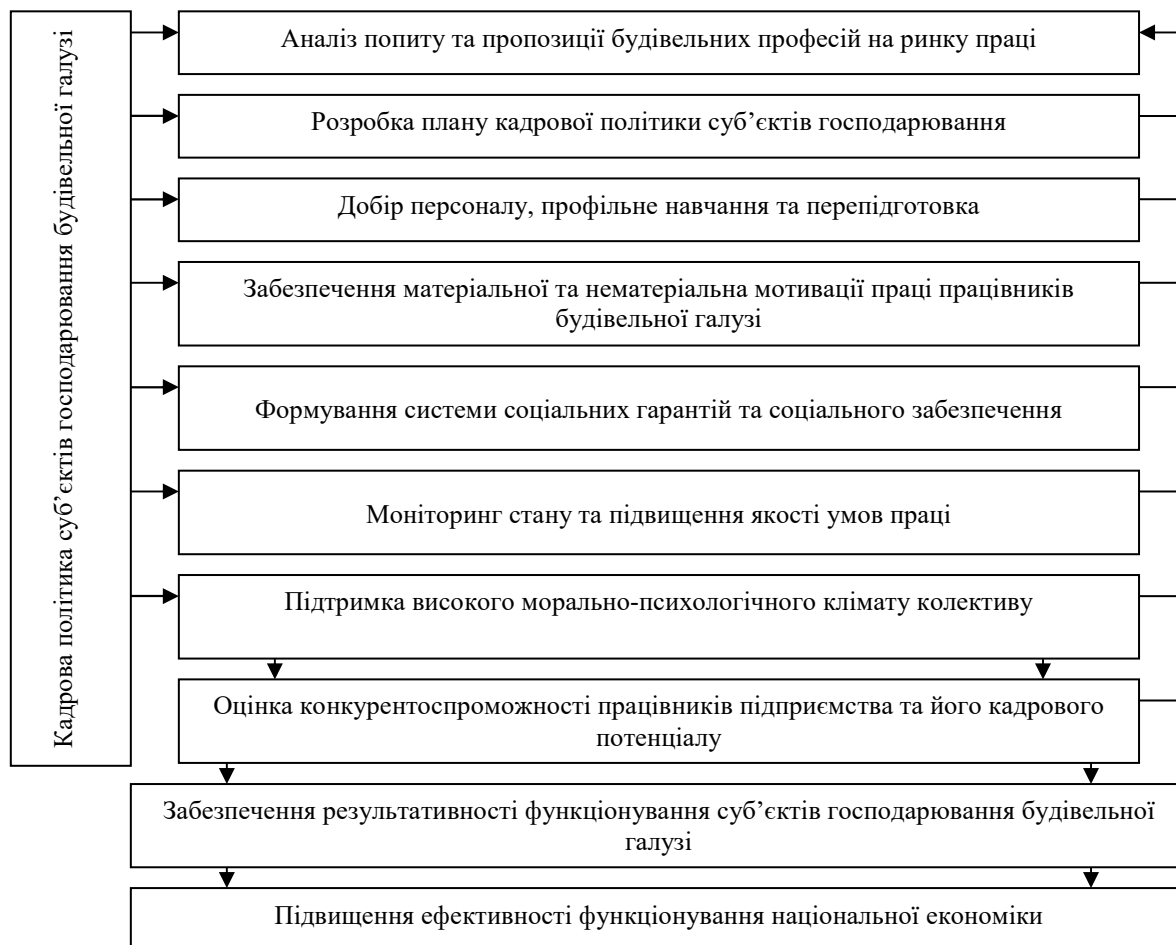 Кадрова політика суб’єктів господарювання будівельної галузі
Аналіз попиту та пропозиції будівельних професій на ринку праці
Розробка плану кадрової політики суб’єктів господарювання
Добір персоналу, профільне навчання та перепідготовка
Забезпечення матеріальної та нематеріальна мотивації праці працівників
будівельної галузі
Формування системи соціальних гарантій та соціального забезпечення
Моніторинг стану та підвищення якості умов праці
Підтримка високого морально-психологічного клімату колективу
Оцінка конкурентоспроможності працівників підприємства та його кадрового
потенціалу
Забезпечення результативності функціонування суб’єктів господарювання будівельної
галузі
Підвищення ефективності функціонування національної економіки